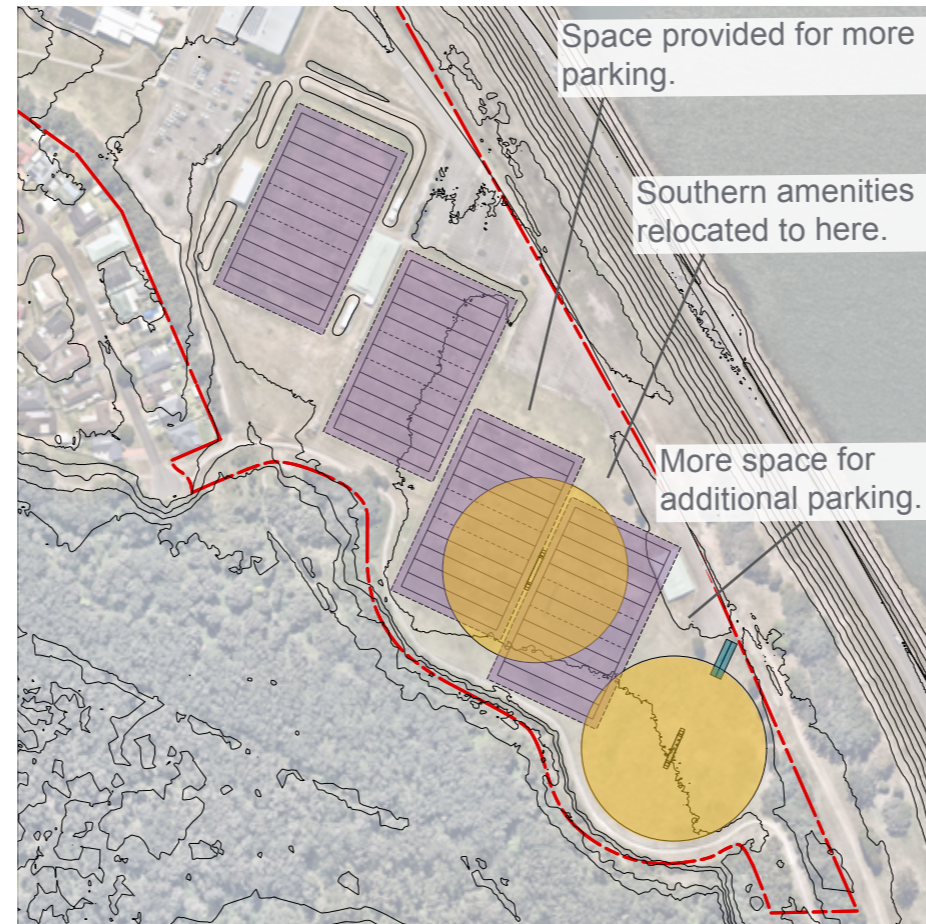 Space provided for more
parking.
Southern amenities
relocated to here.
More space for
additional parking.